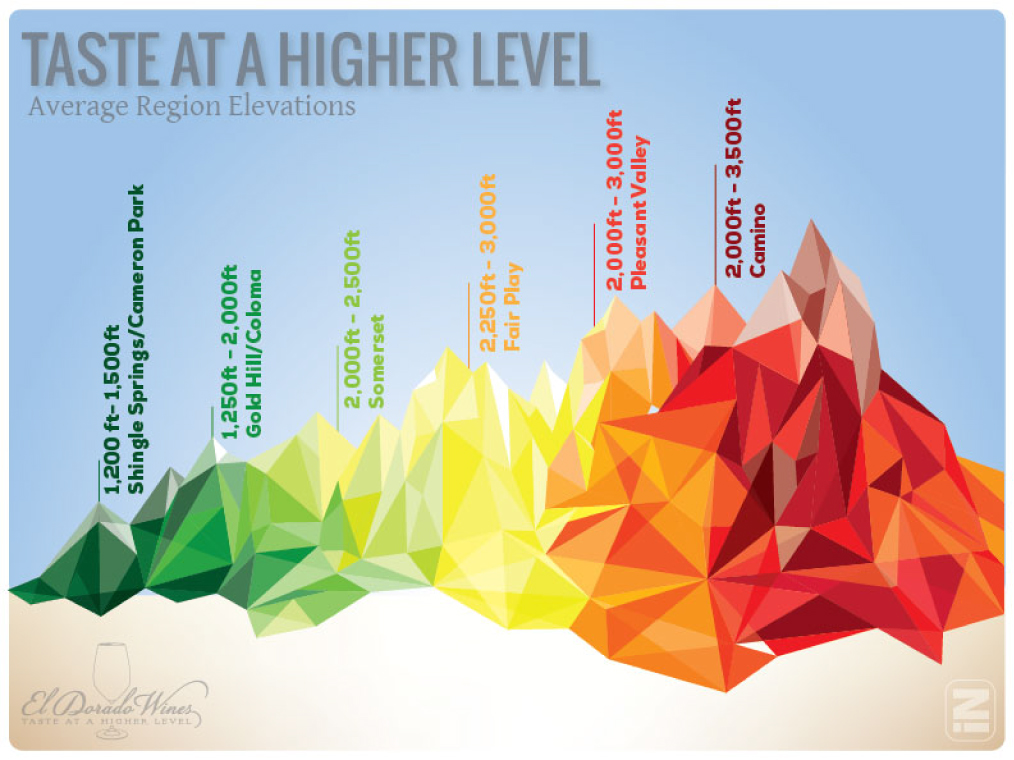 TASTE AT A HIGHER LEVEL
Average Region Elevations
1,200 ft- 1,500ft
Shingle Springs/Cameron Park
1,250ft - 2,000ft
Gold Hill/Coloma
2,000ft - 2,500ft
Somerset
2,250ft - 3,000ft
Fair Play
2,000ft - 3,000ft
Pleasant Valley
2,000ft - 3,500ft
Camino
El Dorado Wines
TASTE AT A HIGHER LEVEL
iN